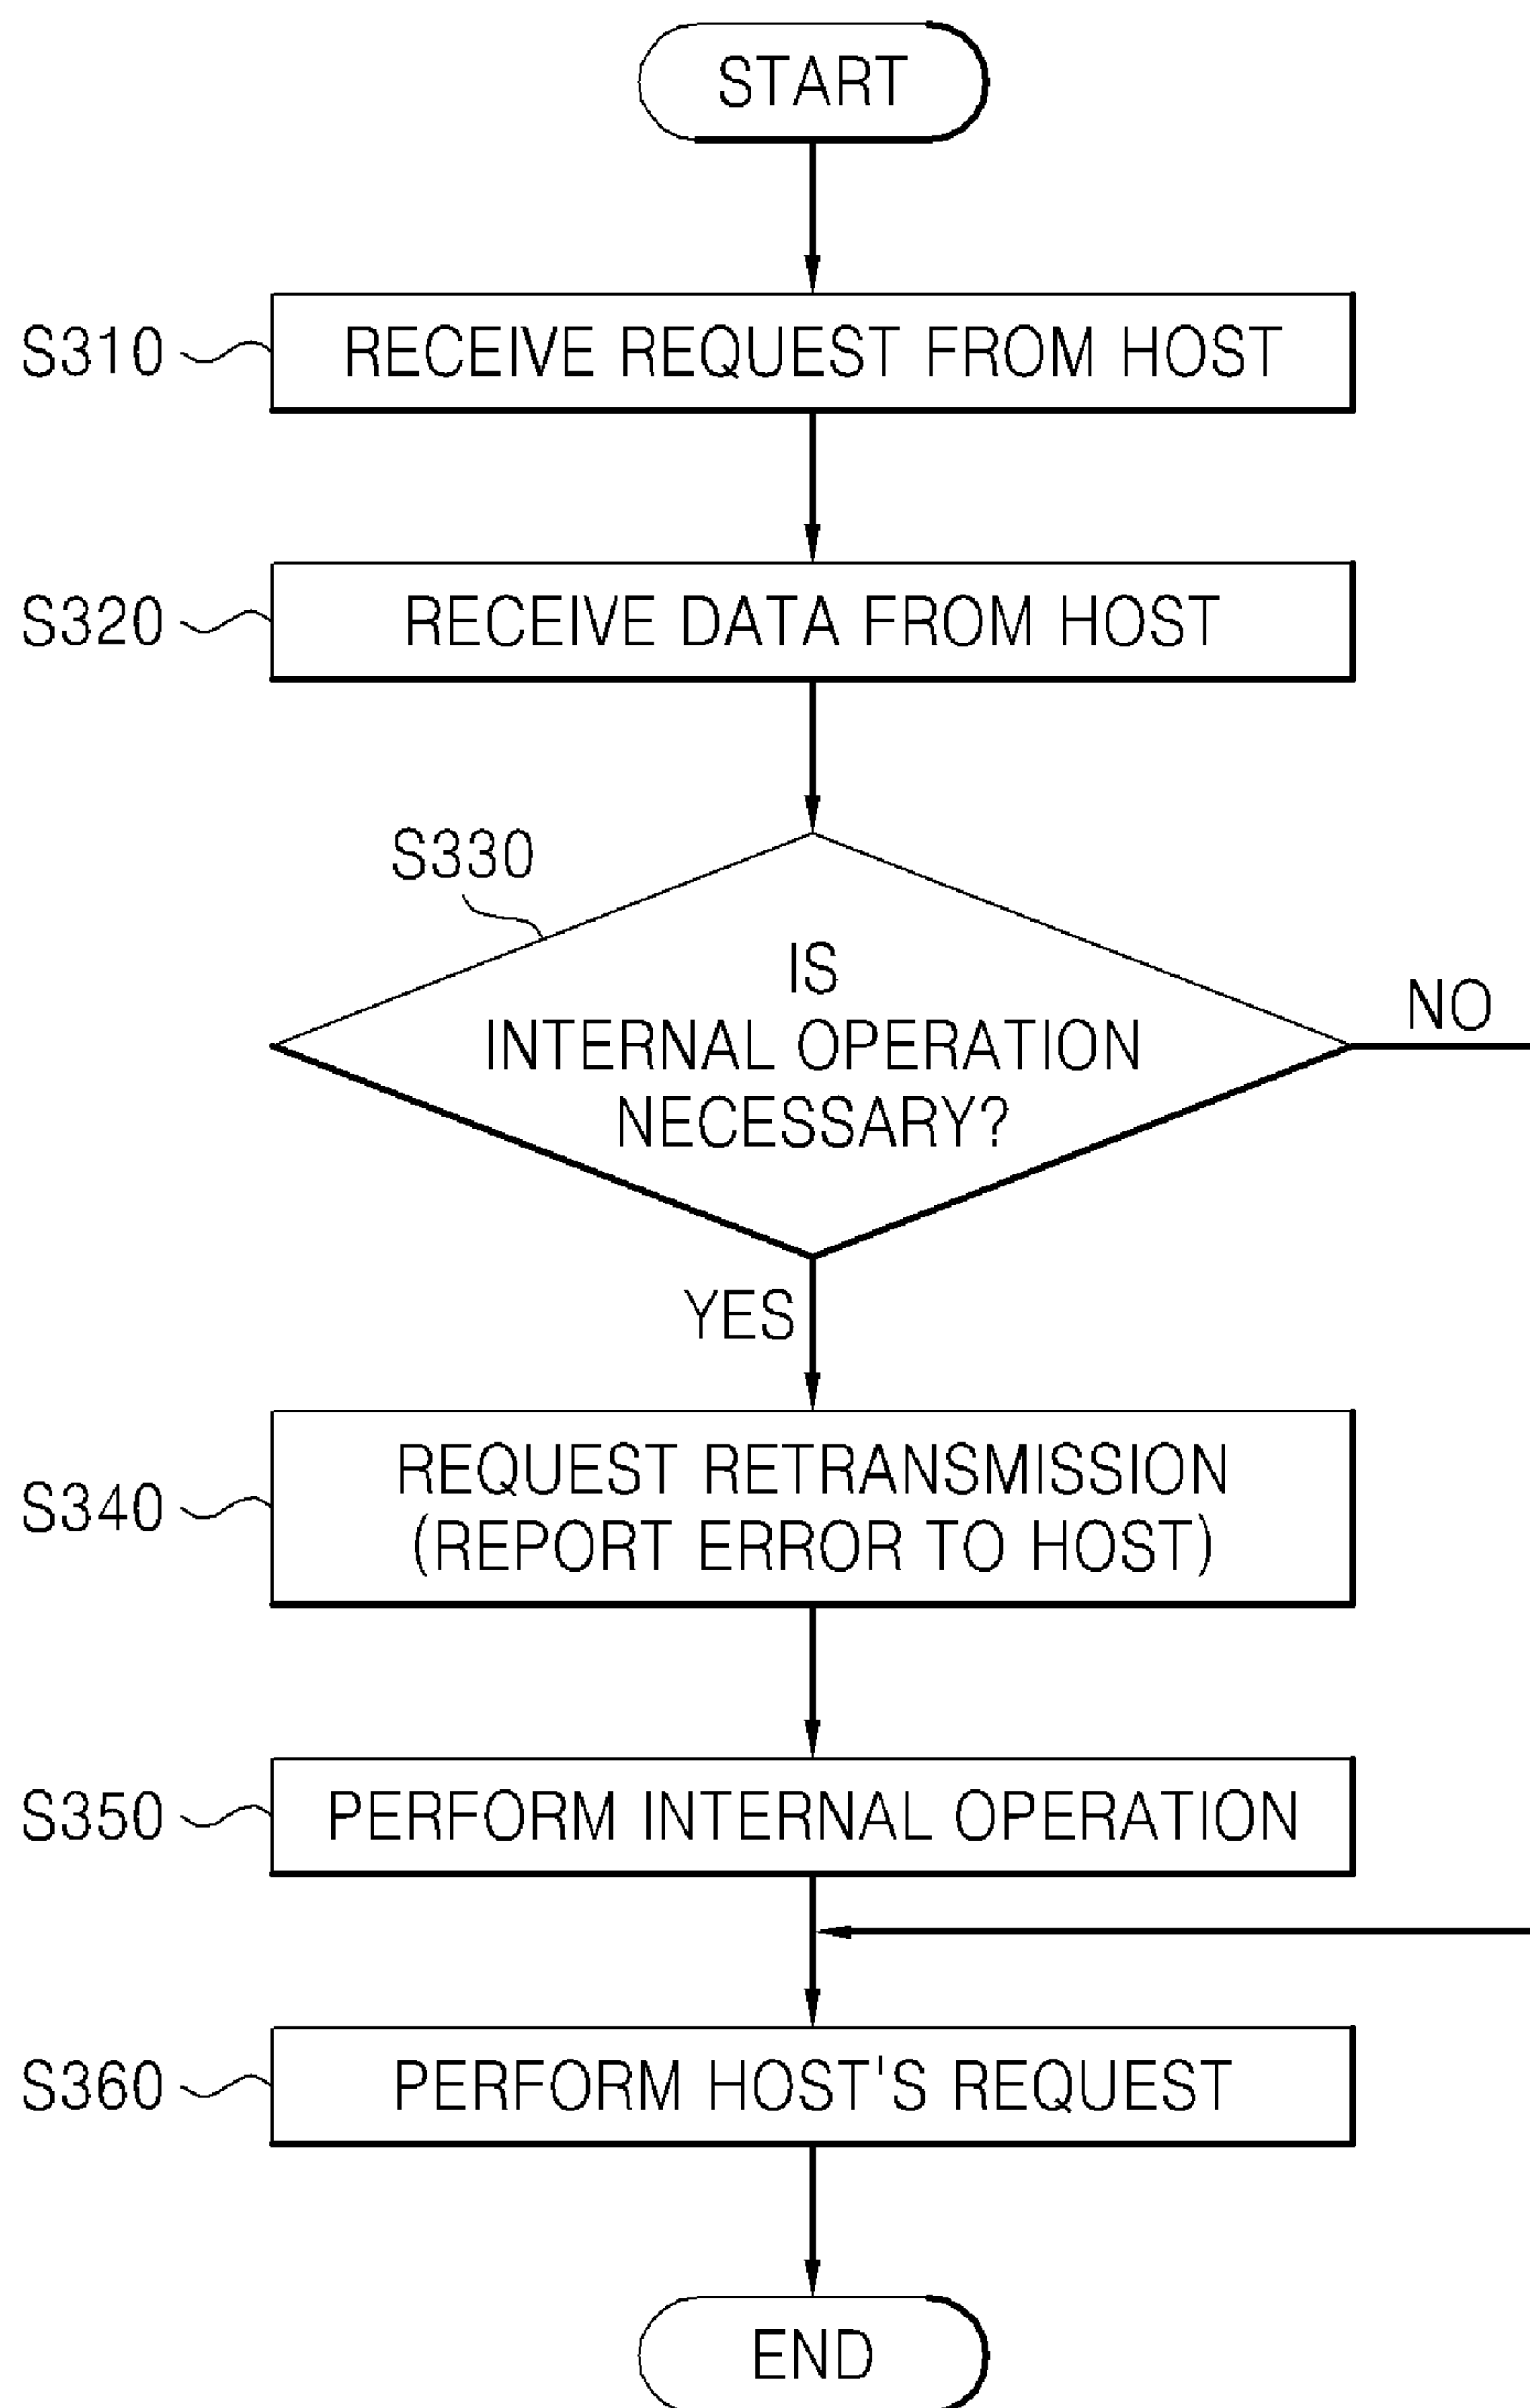 START
S310
RECEIVE REQUEST FROM HOST
S320
RECEIVE DATA FROM HOST
S330
IS
INTERNAL OPERATION
NECESSARY?
NO
YES
S340
REQUEST RETRANSMISSION
(REPORT ERROR TO HOST)
S350
PERFORM INTERNAL OPERATION
S360
PERFORM HOST'S REQUEST
END